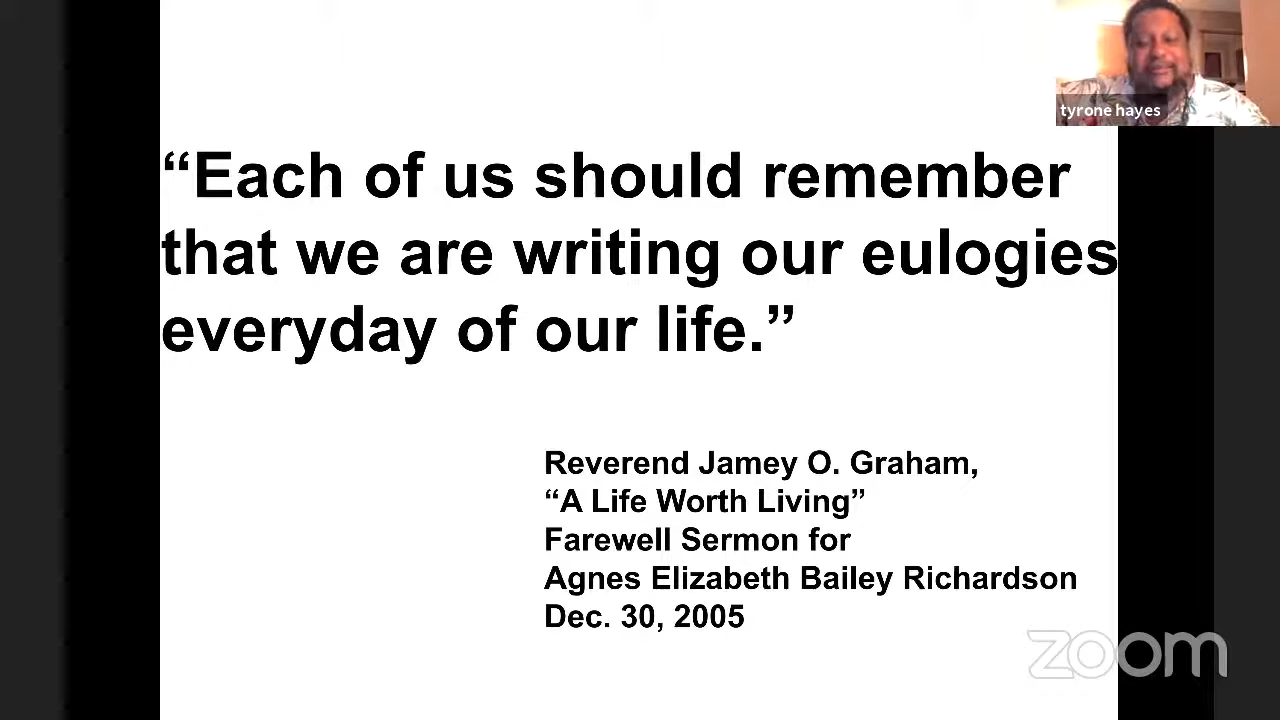 tyrone hayes
“Each of us should remember
that we are writing our eulogies
everyday of our life.”
Reverend Jamey O. Graham,
“A Life Worth Living”
Farewell Sermon for
Agnes Elizabeth Bailey Richardson
Dec. 30, 2005
zoom